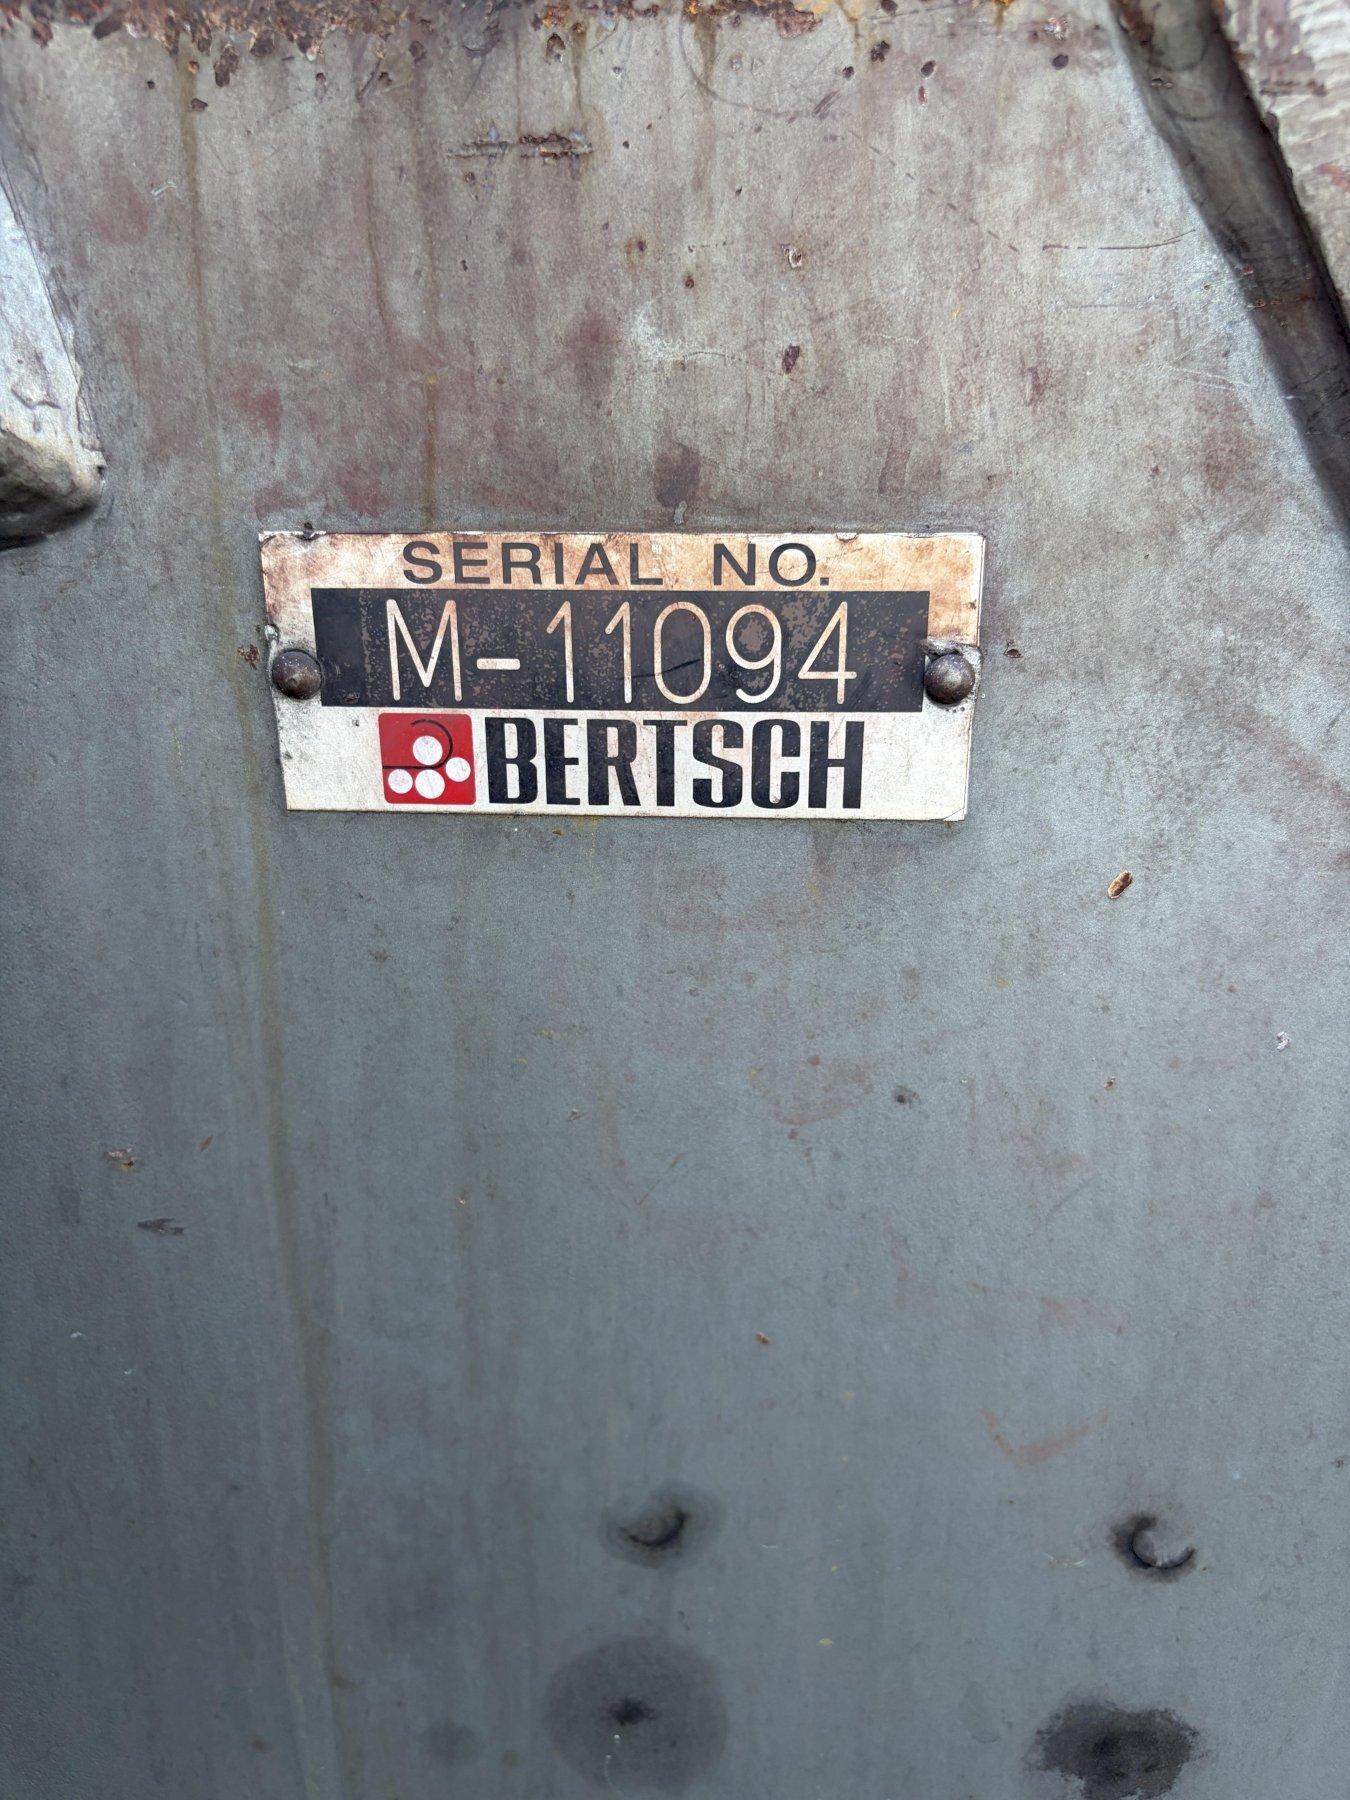 SERIAL NO.
M-11094
BERTSCH